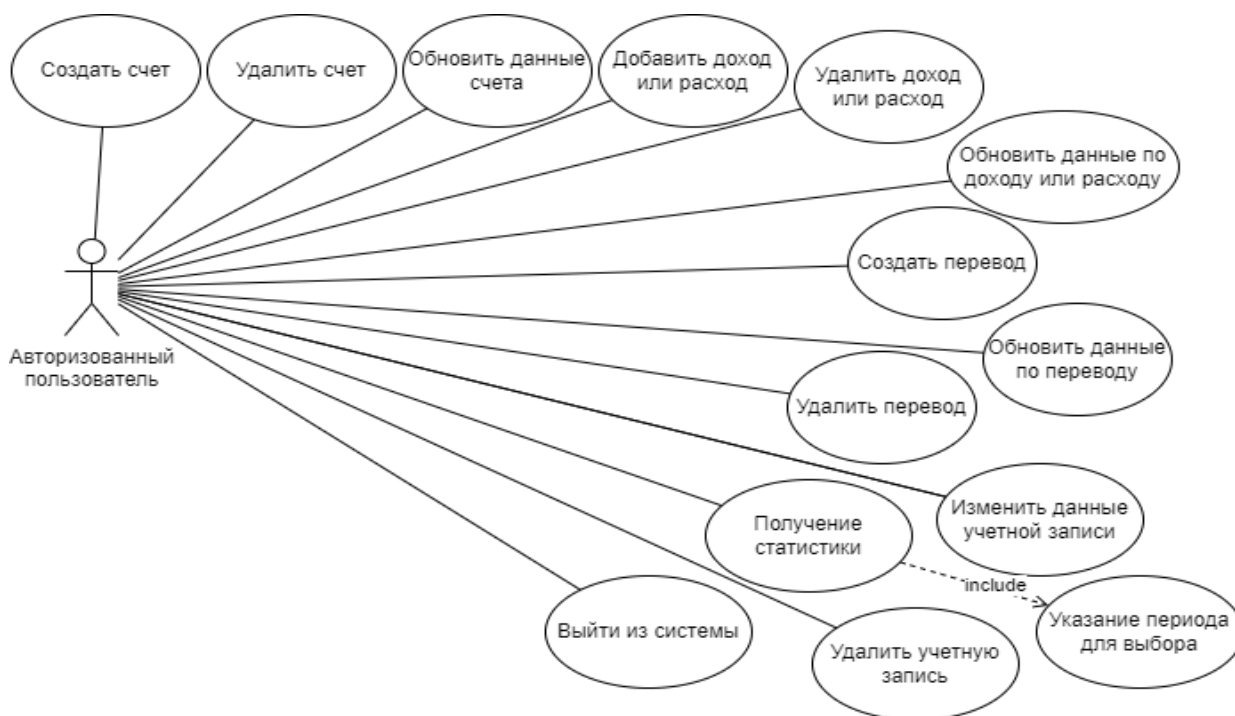 Создать счет
Удалить счет
Обновить данные
счета
Добавить доход
или расход
Удалить доход
или расход
Обновить данные по
доходу или расходу
Создать перевод
Авторизованный
пользователь
Обновить данные
по переводу
Удалить перевод
Изменить данные
учетной записи
Получение
статистики
include
Указание периода
для выбора
Выйти из системы
Удалить учетную
запись